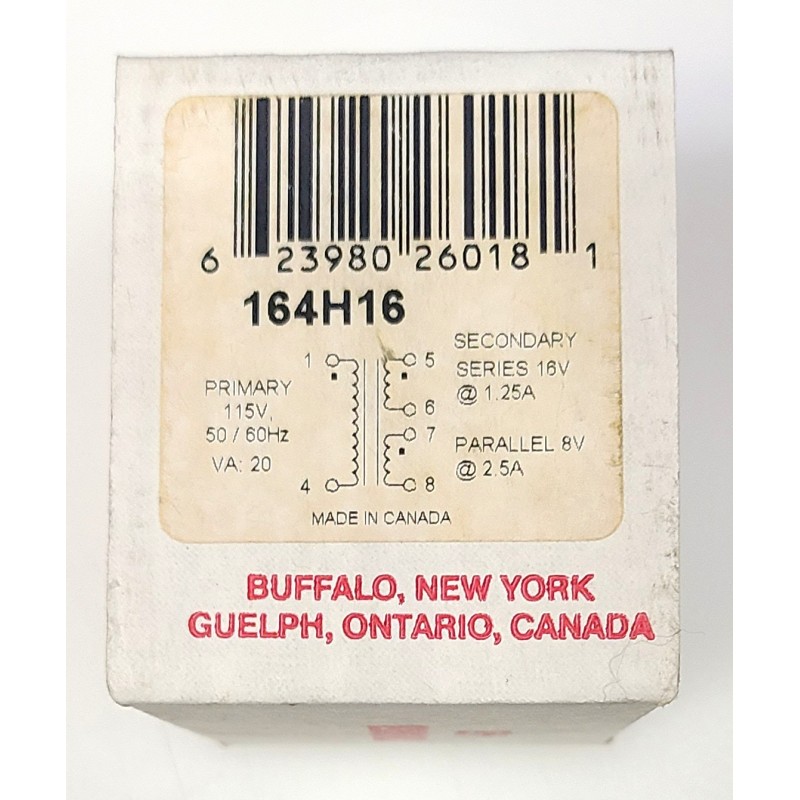 6 23980 26018 1
164H16
PRIMARY
115V,
50 / 60Hz
VA: 20
1
4
5
6
7
8
SECONDARY
SERIES 16V
@ 1.25A
PARALLEL 8V
@ 2.5A
MADE IN CANADA
BUFFALO, NEW YORK
GUELPH, ONTARIO, CANADA